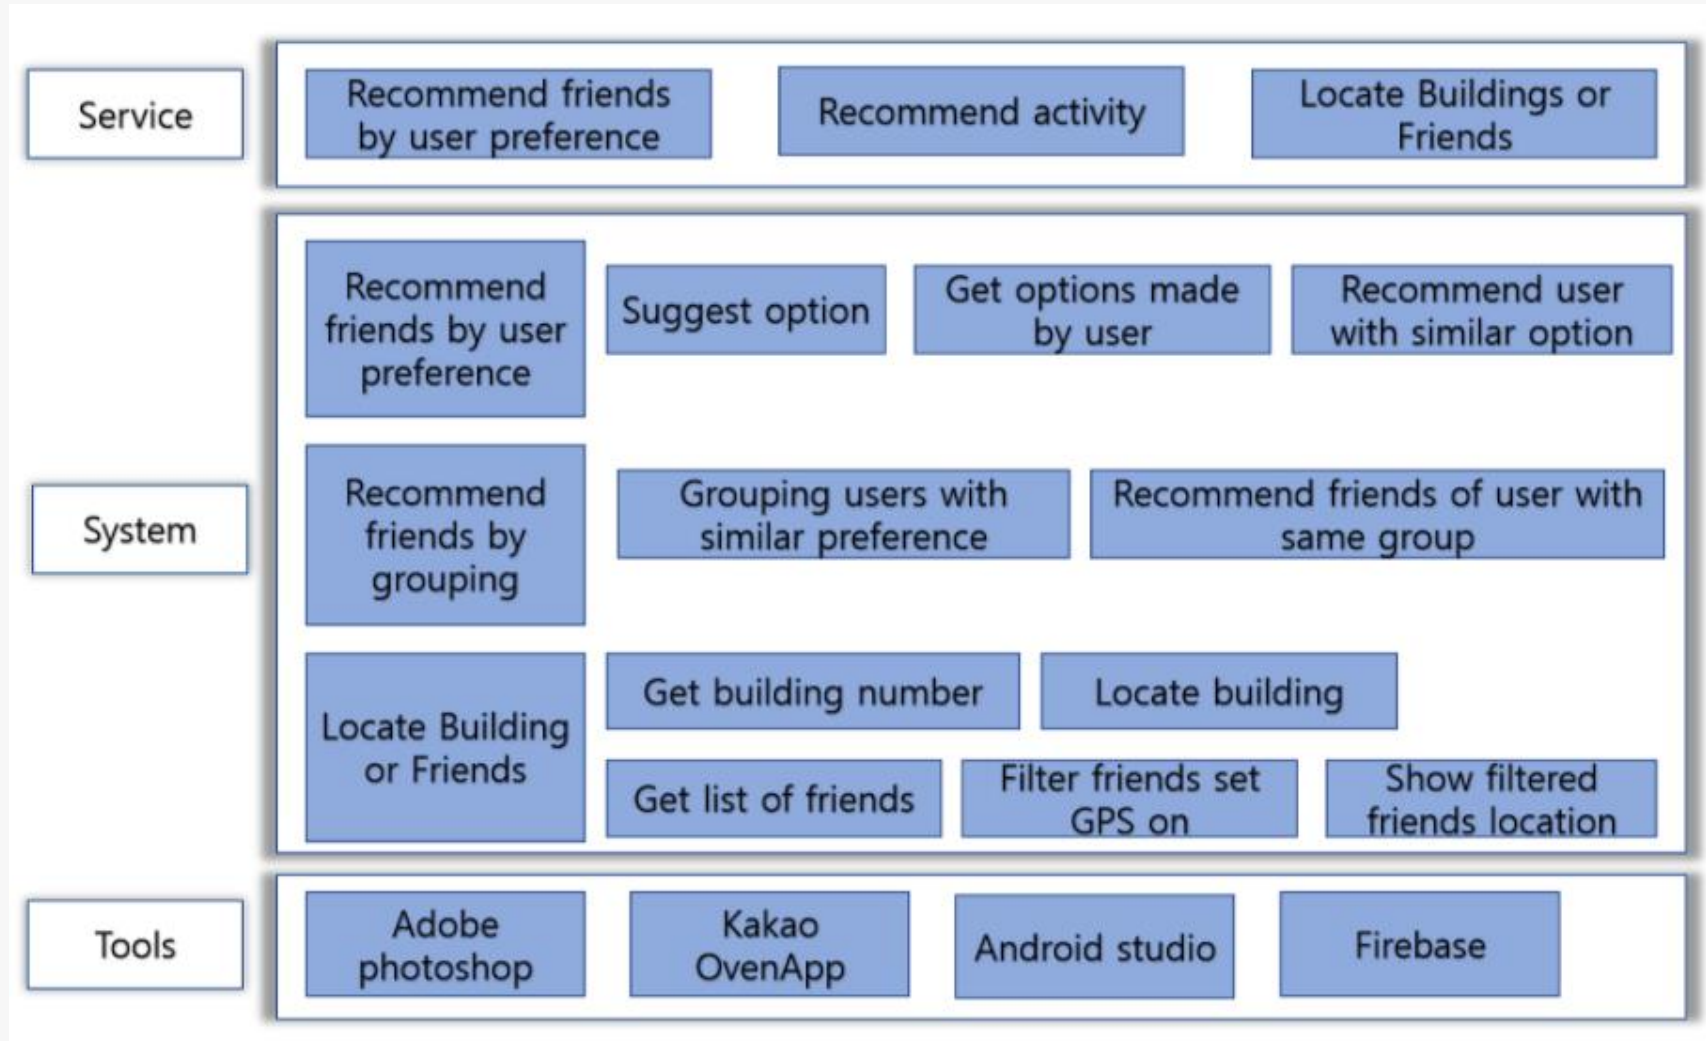 Service
Recommend friends
by user preference
Recommend activity
Locate Buildings or
Friends
System
Recommend
friends by user
preference
Suggest option
Get options made
by user
Recommend user
with similar option
Recommend
friends by
grouping
Grouping users with
similar preference
Recommend friends of user with
same group
Locate Building
or Friends
Get building number
Locate building
Get list of friends
Filter friends set
GPS on
Show filtered
friends location
Tools
Adobe
photoshop
Kakao
OvenApp
Android studio
Firebase